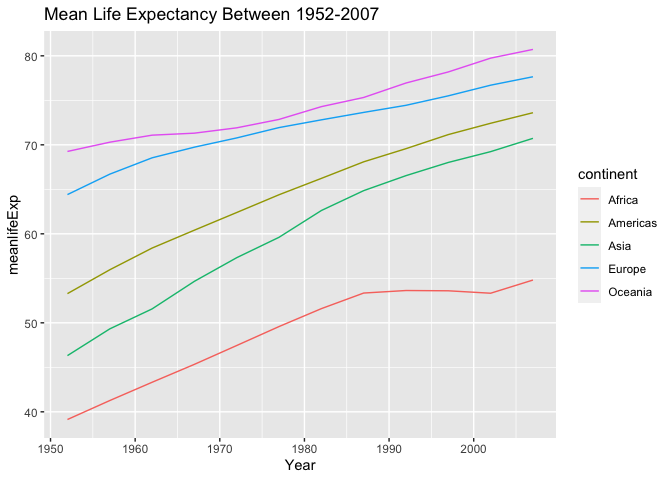 Mean Life Expectancy Between 1952-2007
80
70
60
50
40
meanlifeExp
1950 1960 1970 1980 1990 2000
Year
continent
Africa
Americas
Asia
Europe
Oceania